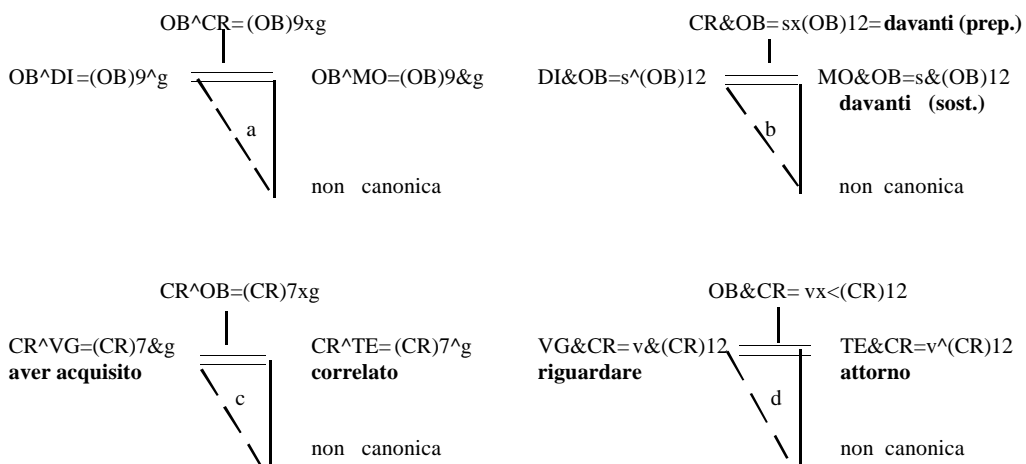 OB^CR=(OB)9xg CR&OB=sx(OB)12=davanti (prep.)
OB^DI=(OB)9^g OB^MO=(OB)9&g DI&OB=s^(OB)12 MO&OB=s&(OB)12
davanti (sost.)
a b
non canonica non canonica
CR^OB=(CR)7xg OB&CR= vx<(CR)12
CR^VG=(CR)7&g CR^TE=(CR)7^g VG&CR=v&(CR)12 TE&CR=v^(CR)12
aver acquisito correlato riguardare attorno
c d
non canonica non canonica